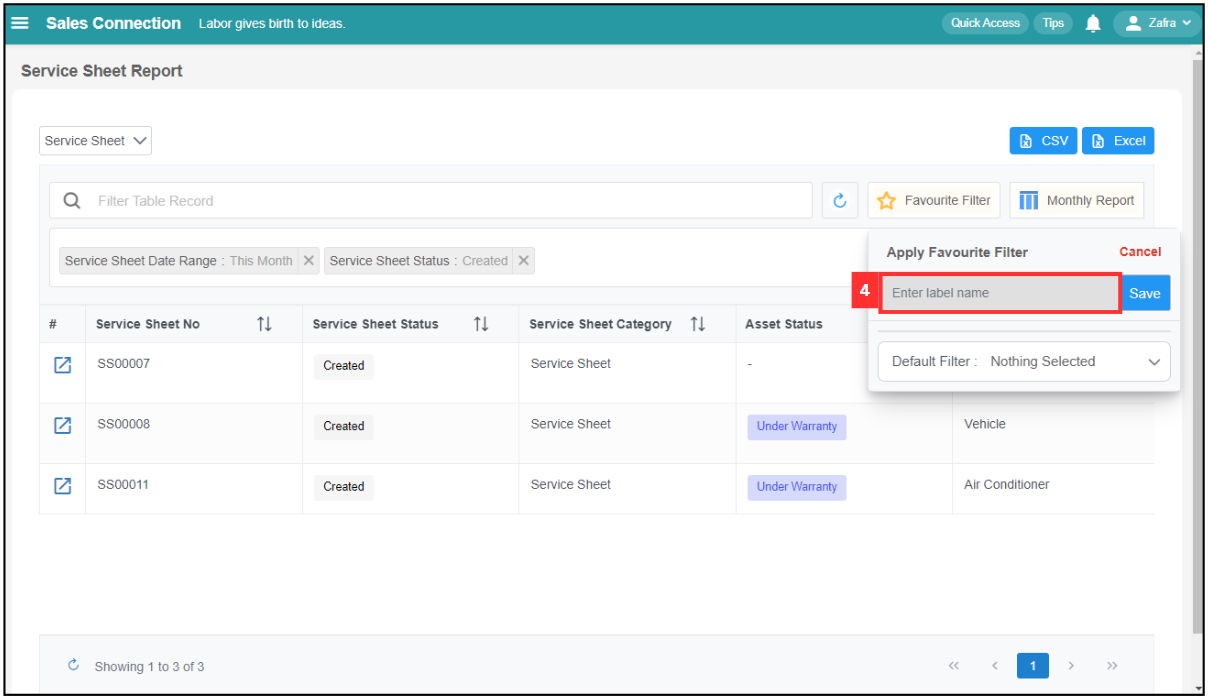 Sales Connection Labor gives birth to ideas. Quick Access Tips Zafra
Service Sheet Report
Service Sheet CSV Excel
Filter Table Record Favourite Filter Monthly Report
Apply Favourite Filter Cancel
Service Sheet Date Range : This Month Service Sheet Status : Created
4 Enter label name Save
# Service Sheet No Service Sheet Status Service Sheet Category Asset Status
Default Filter : Nothing Selected
SS00007 Created Service Sheet -
SS00008 Created Service Sheet Under Warranty Vehicle
SS00011 Created Service Sheet Under Warranty Air Conditioner
Showing 1 to 3 of 3 << < 1 > >>